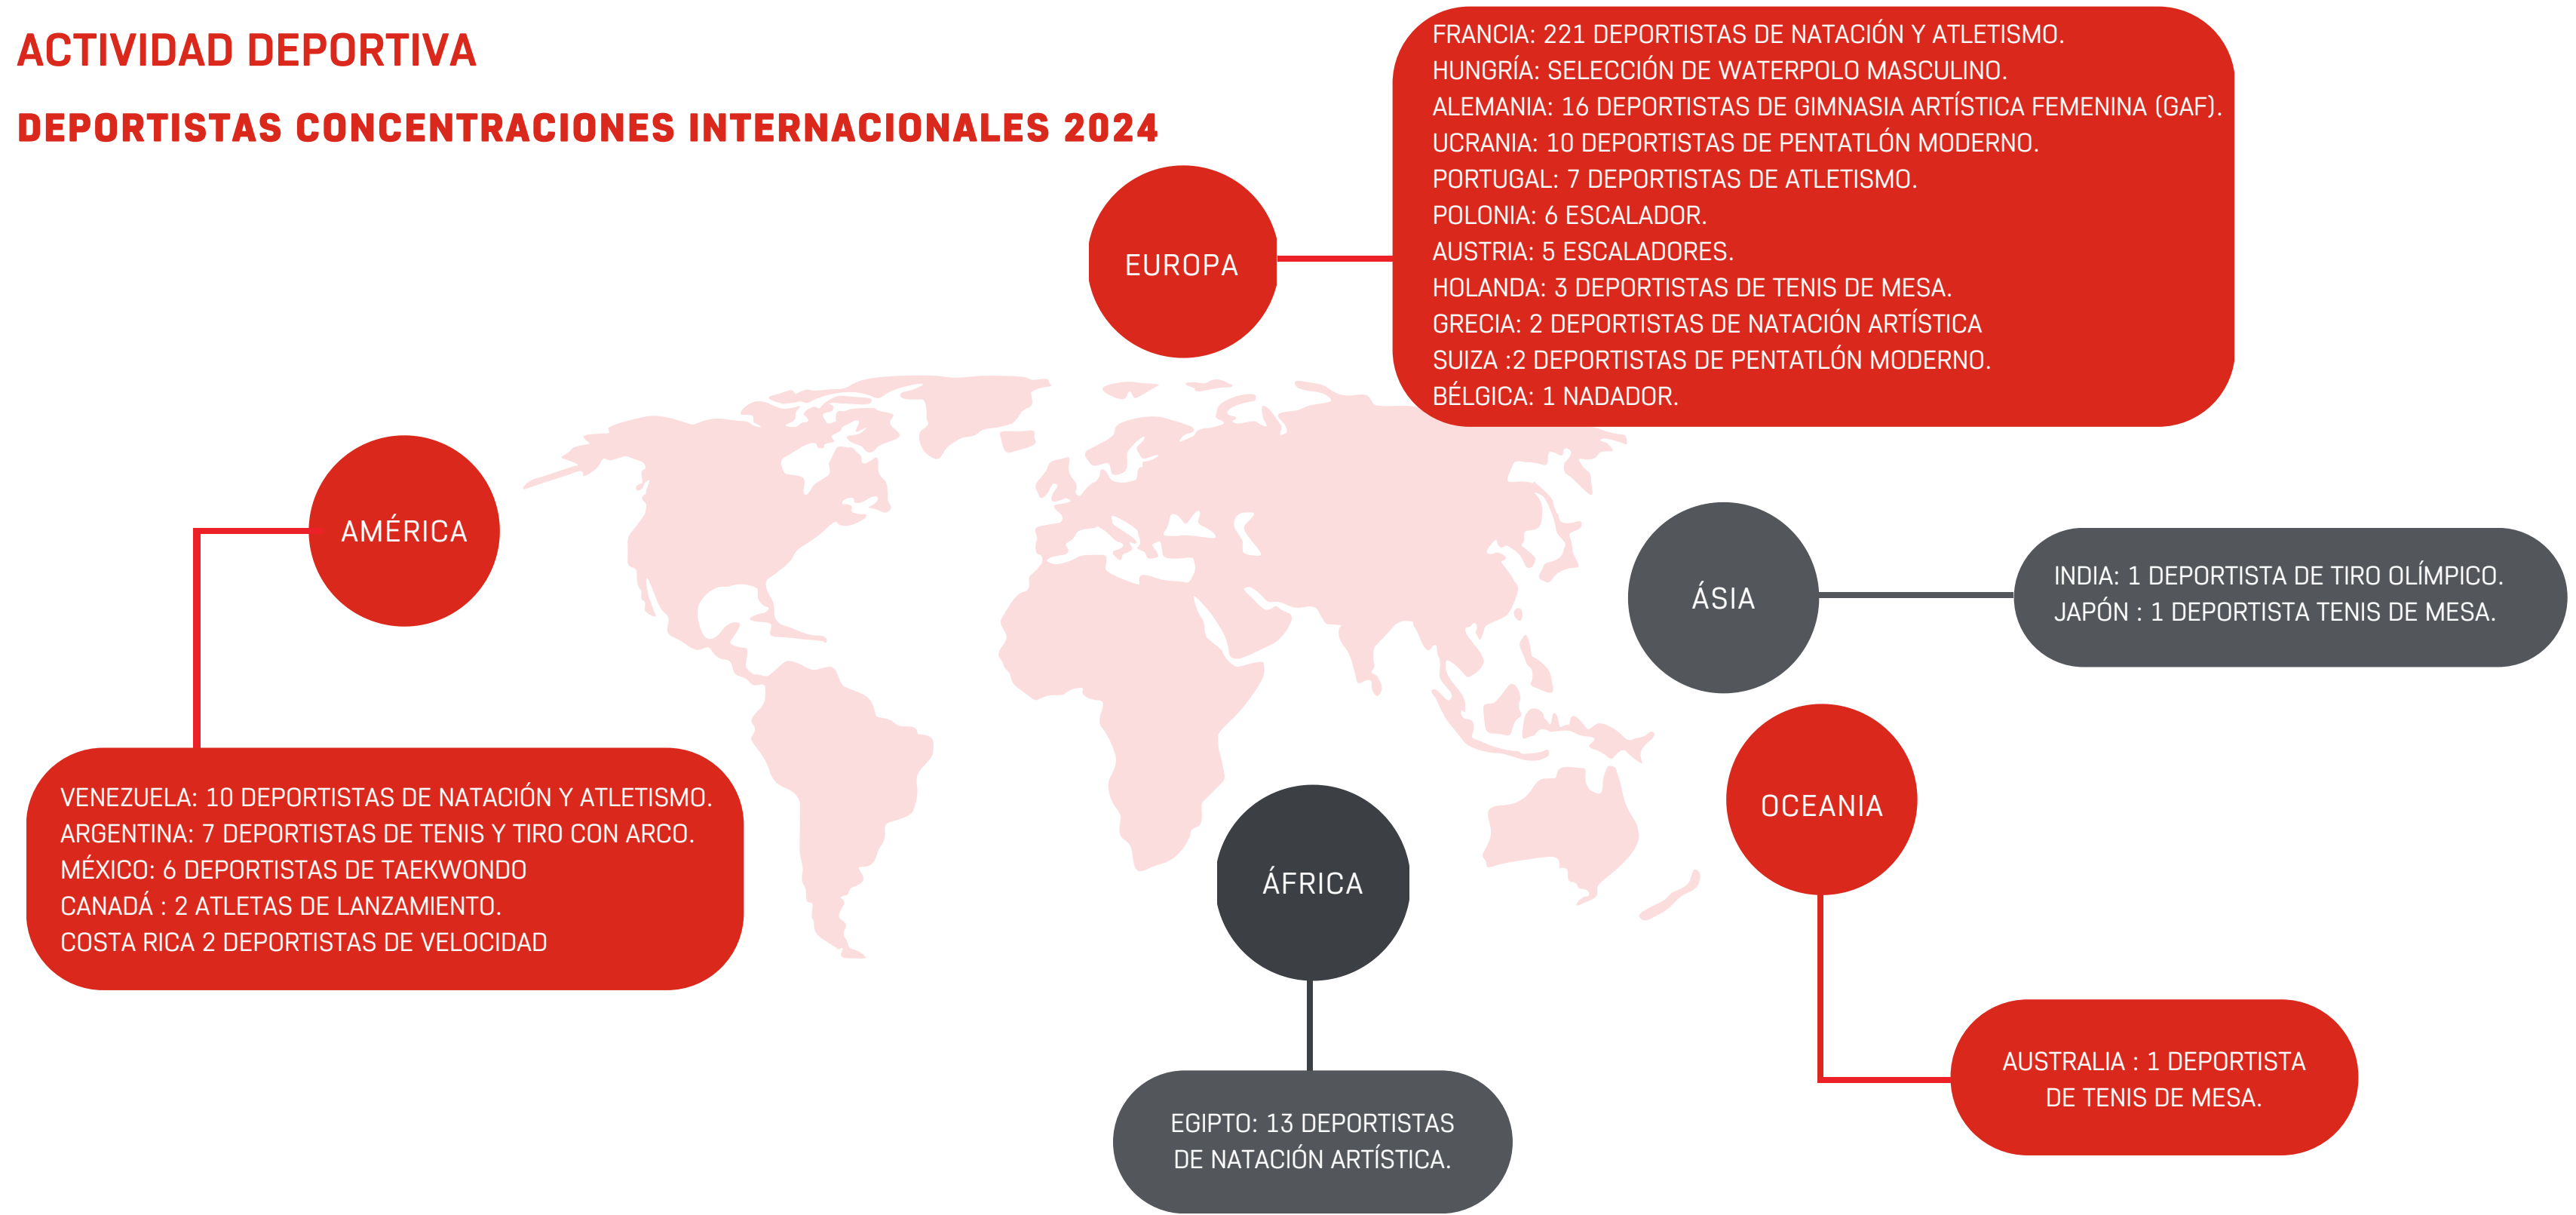 ACTIVIDAD DEPORTIVA
DEPORTISTAS CONCENTRACIONES INTERNACIONALES 2024
EUROPA
FRANCIA: 221 DEPORTISTAS DE NATACIÓN Y ATLETISMO.
HUNGRÍA: SELECCIÓN DE WATERPOLO MASCULINO.
ALEMANIA: 16 DEPORTISTAS DE GIMNASIA ARTÍSTICA FEMENINA (GAF).
UCRANIA: 10 DEPORTISTAS DE PENTATLÓN MODERNO.
PORTUGAL: 7 DEPORTISTAS DE ATLETISMO.
POLONIA: 6 ESCALADOR.
AUSTRIA: 5 ESCALADORES.
HOLANDA: 3 DEPORTISTAS DE TENIS DE MESA.
GRECIA: 2 DEPORTISTAS DE NATACIÓN ARTÍSTICA
SUIZA :2 DEPORTISTAS DE PENTATLÓN MODERNO.
BÉLGICA: 1 NADADOR.
AMÉRICA
VENEZUELA: 10 DEPORTISTAS DE NATACIÓN Y ATLETISMO.
ARGENTINA: 7 DEPORTISTAS DE TENIS Y TIRO CON ARCO.
MÉXICO: 6 DEPORTISTAS DE TAEKWONDO
CANADÁ : 2 ATLETAS DE LANZAMIENTO.
COSTA RICA 2 DEPORTISTAS DE VELOCIDAD
ÁSIA
INDIA: 1 DEPORTISTA DE TIRO OLÍMPICO.
JAPÓN : 1 DEPORTISTA TENIS DE MESA.
OCEANIA
AUSTRALIA : 1 DEPORTISTA
DE TENIS DE MESA.
ÁFRICA
EGIPTO: 13 DEPORTISTAS
DE NATACIÓN ARTÍSTICA.